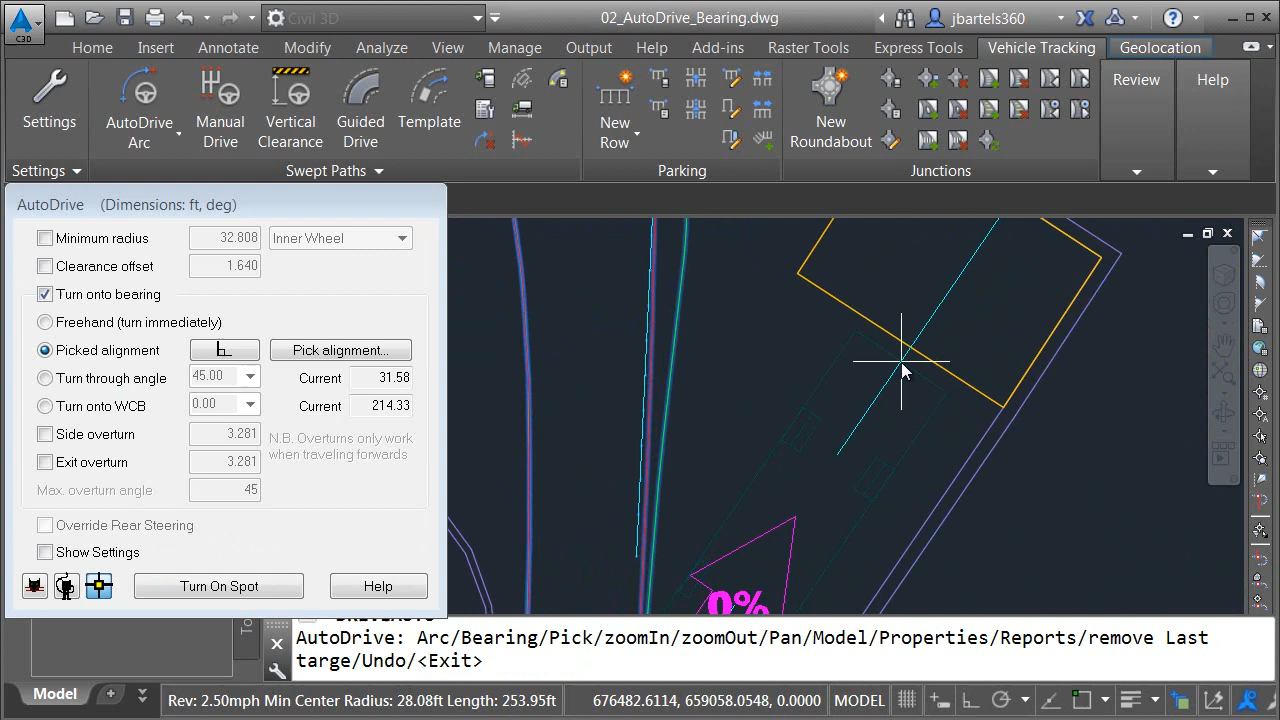 C3D
Civil 3D
02_AutoDrive_Bearing.dwg
jbartels360
Home Insert Annotate Modify Analyze View Manage Output Help Add-ins Raster Tools Express Tools Vehicle Tracking Geolocation
Settings
AutoDrive
Arc
Manual
Drive
Vertical
Clearance
Guided
Drive
Template
New
Row
New
Roundabout
Review
Help
Settings
Swept Paths
Parking
Junctions
AutoDrive (Dimensions: ft, deg)
Minimum radius 32.808 Inner Wheel
Clearance offset 1.640
Turn onto bearing
Freehand (turn immediately)
Picked alignment Pick alignment...
Turn through angle 45.00 Current 31.58
Turn onto WCB 0.00 Current 214.33
Side overturn 3.281 N.B. Overturns only work
when traveling forwards
Exit overturn 3.281
Max. overturn angle 45
Override Rear Steering
Show Settings
Turn On Spot Help
0%
To
AutoDrive: Arc/Bearing/Pick/zoomIn/zoomOut/Pan/Model/Properties/Reports/remove Last
targe/Undo/<Exit>
Model
Rev: 2.50mph Min Center Radius: 28.08ft Length: 253.95ft
676482.6114, 659058.0548, 0.0000
MODEL